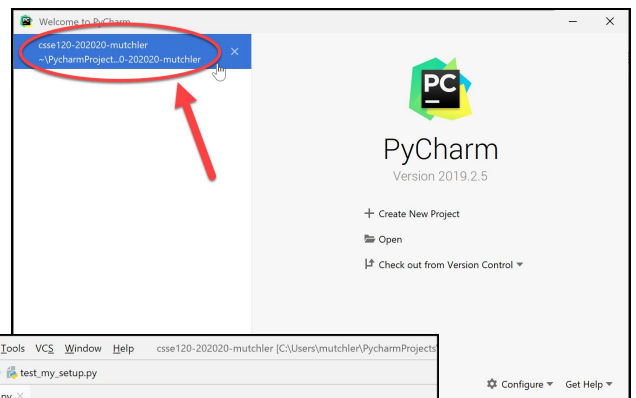 Welcome to PyCharm
csse120-202020-mutchler
~\PycharmProject...0-202020-mutchler
PC
PyCharm
Version 2019.2.5
Create New Project
Open
Check out from Version Control
Tools VCS Window Help csse120-202020-mutchler [C:\Users\mutchler\PycharmProjects
test_my_setup.py
.py
Configure Get Help